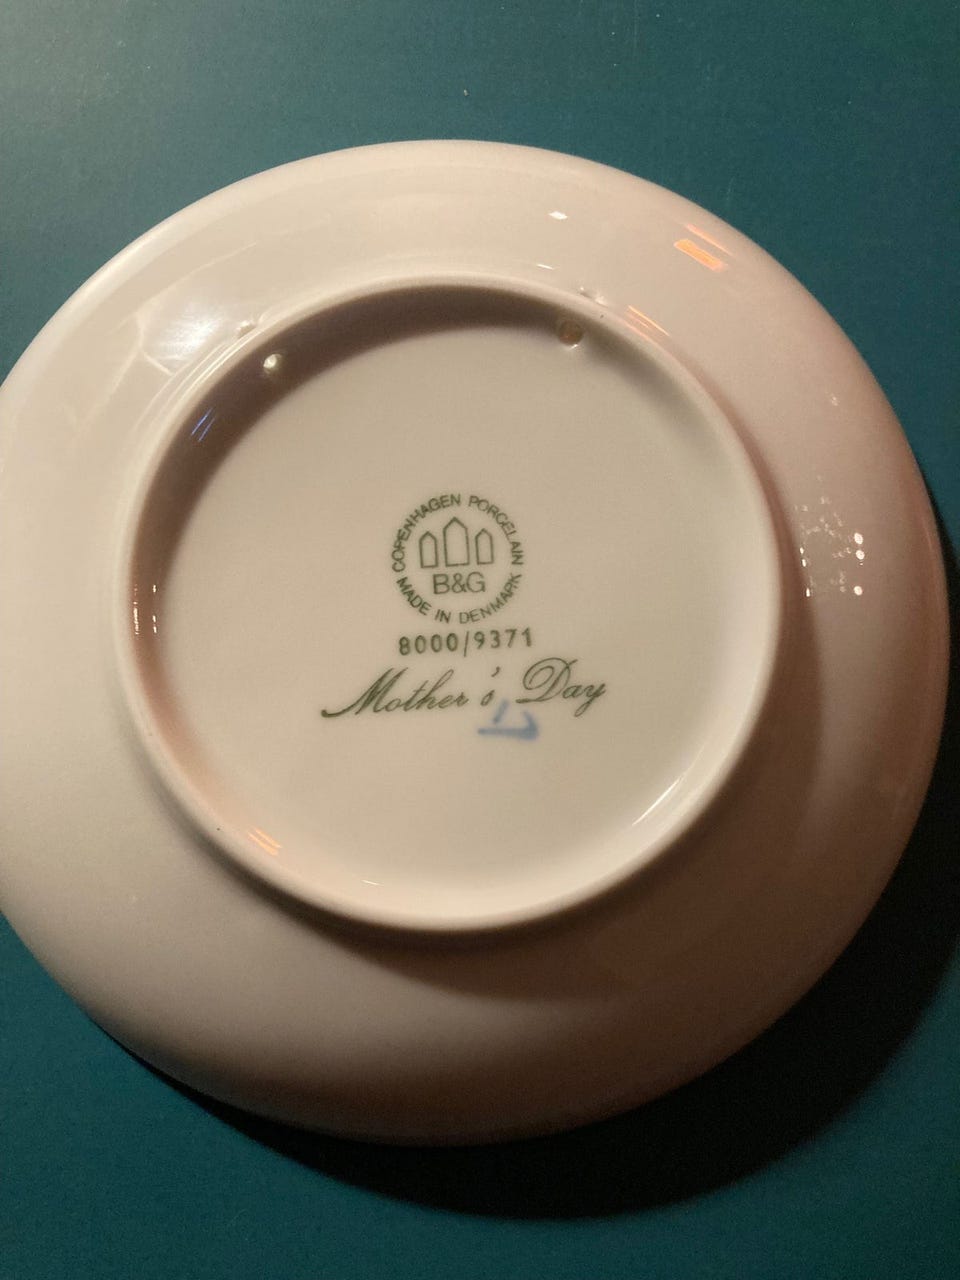 COPENHAGEN PORCELAIN
B&G
MADE IN DENMARK
8000/9371
Mother's Day